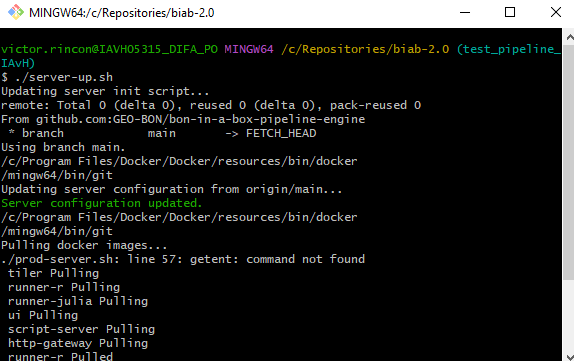 MINGW64:/c/Repositories/biab-2.0
victor.rincon@IAVH05315_DIFA_PO MINGW64 /c/Repositories/biab-2.0 (test_pipeline_
IAvH)
$ ./server-up.sh
Updating server init script...
remote: Total 0 (delta 0), reused 0 (delta 0), pack-reused 0
From github.com:GEO-BON/bon-in-a-box-pipeline-engine
 * branch            main       -> FETCH_HEAD
Using branch main.
/c/Program Files/Docker/Docker/resources/bin/docker
/mingw64/bin/git
Updating server configuration from origin/main...
Server configuration updated.
/c/Program Files/Docker/Docker/resources/bin/docker
/mingw64/bin/git
Pulling docker images...
./prod-server.sh: line 57: getent: command not found
 tiler Pulling
 runner-r Pulling
 runner-julia Pulling
 ui Pulling
 script-server Pulling
 http-gateway Pulling
 runner-r Pulled